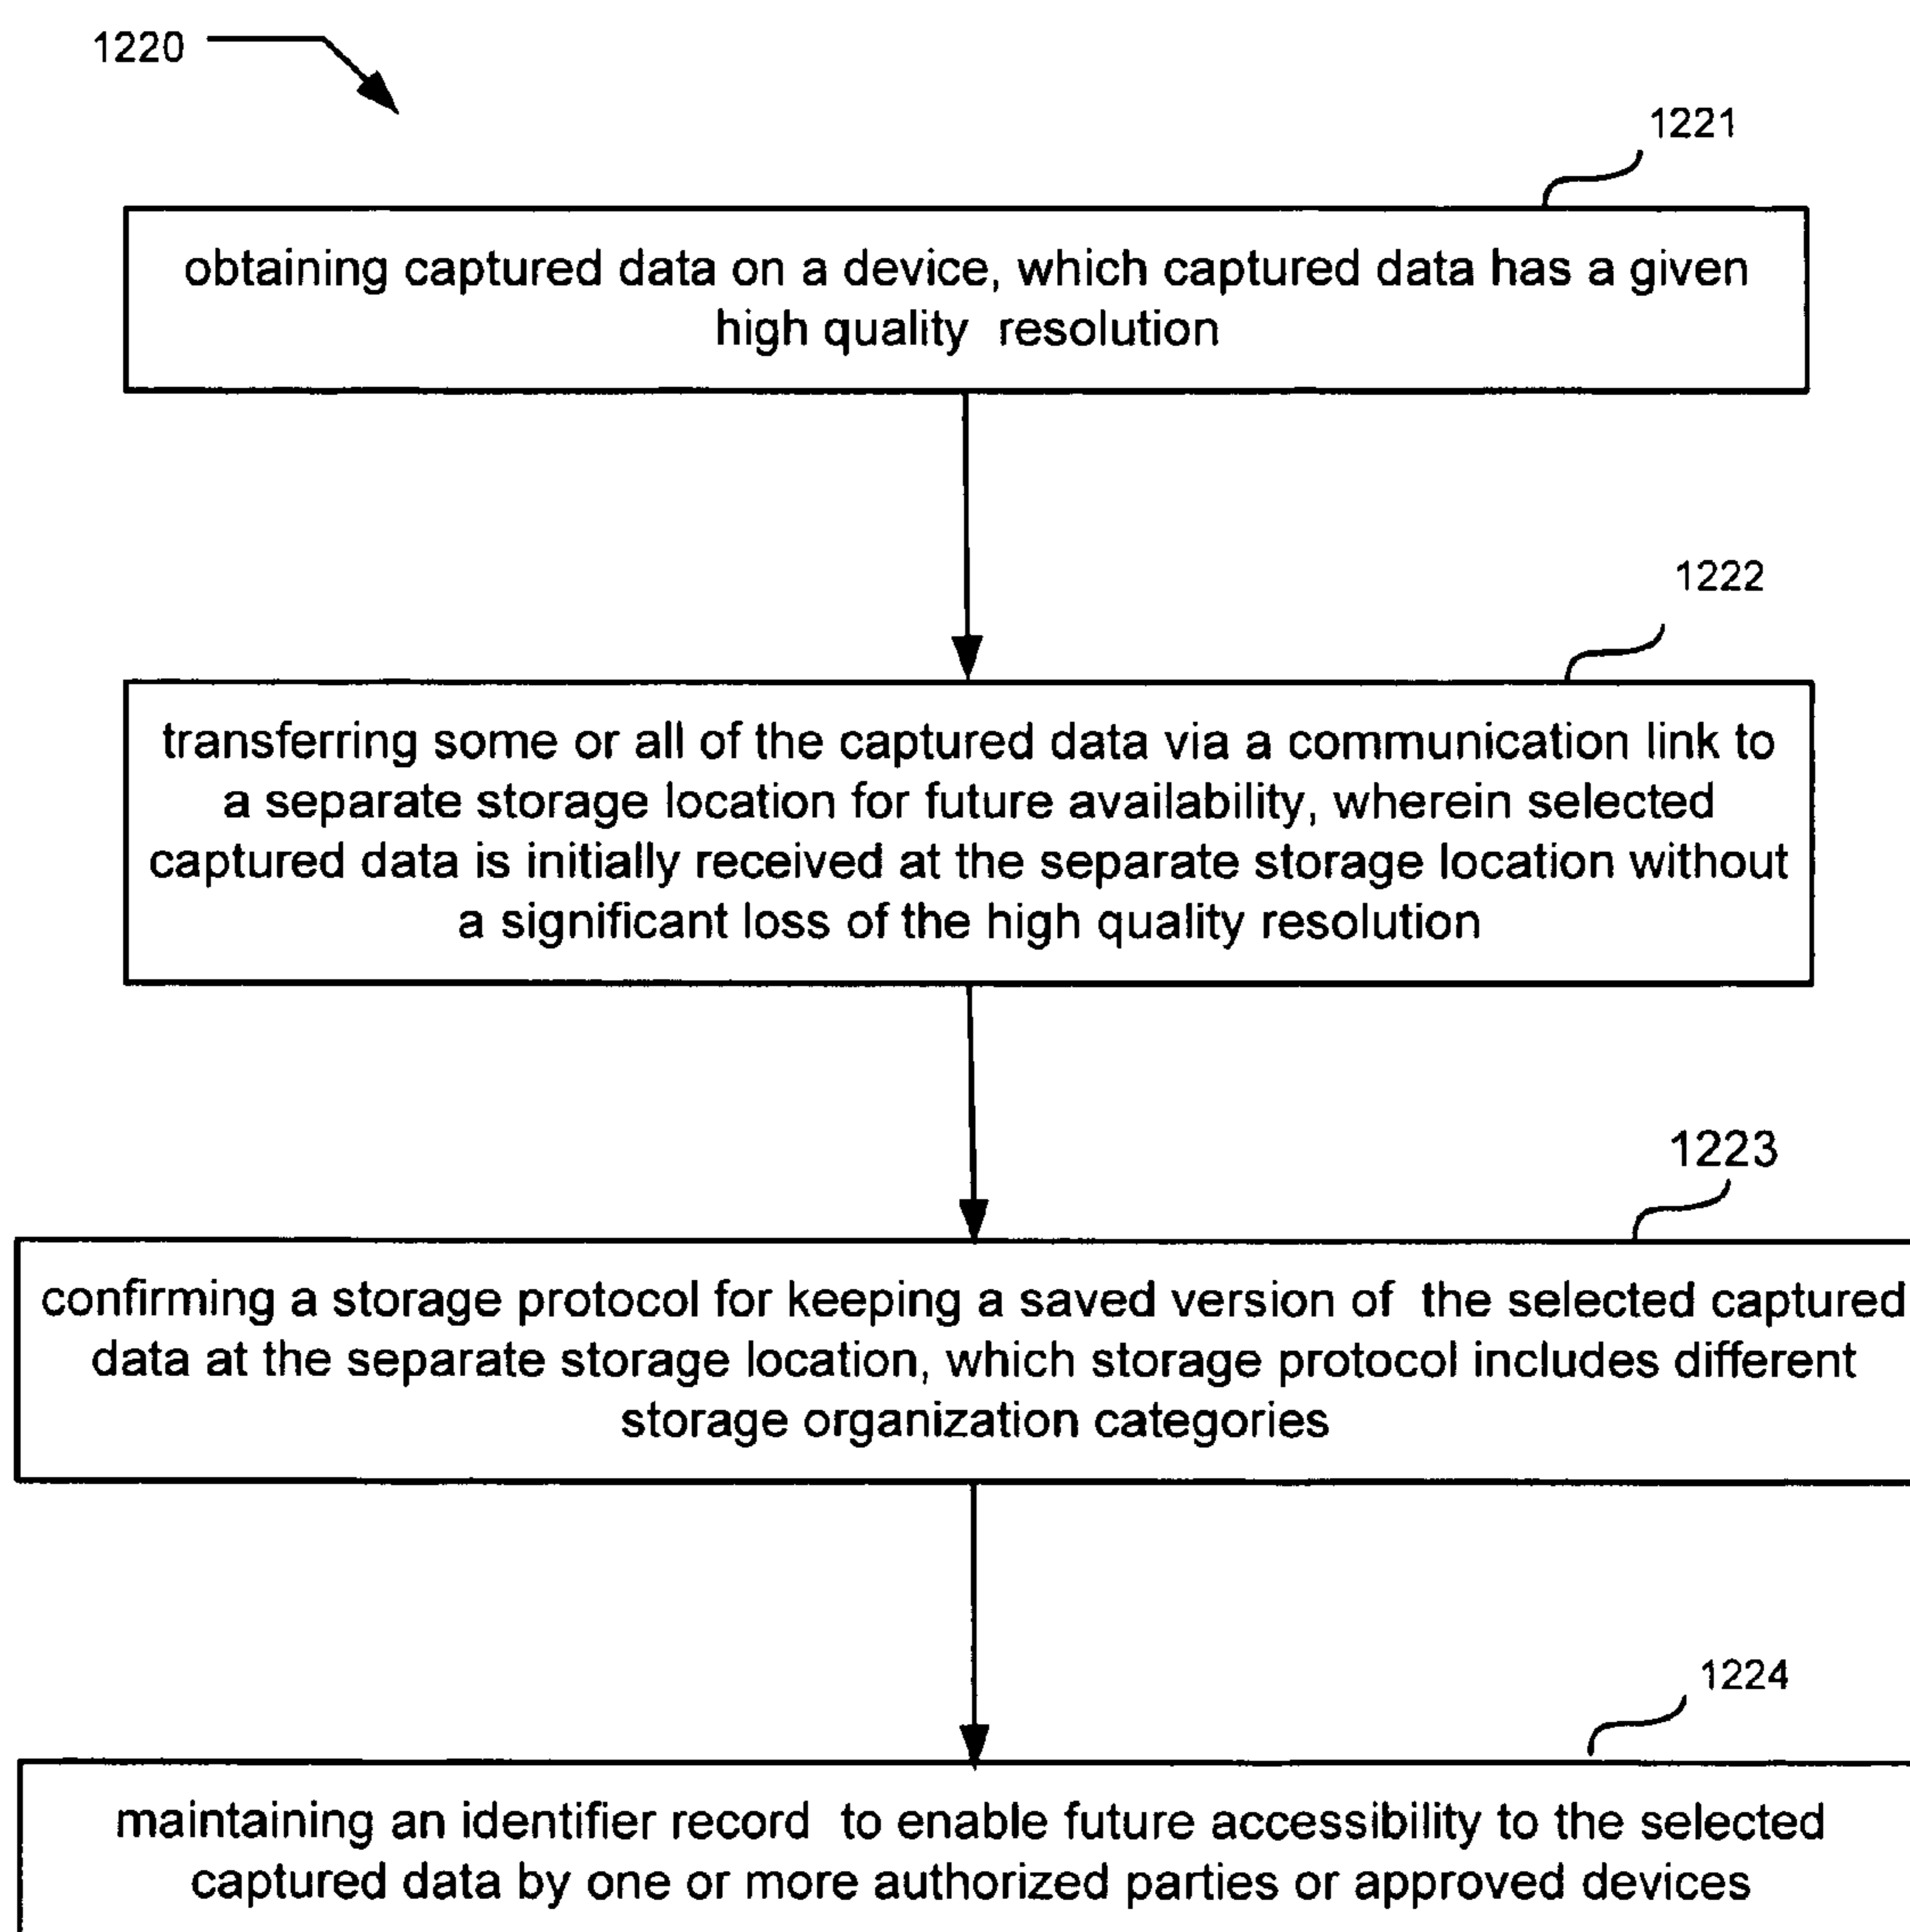 1220
1221
obtaining captured data on a device, which captured data has a given
high quality resolution
1222
transferring some or all of the captured data via a communication link to
a separate storage location for future availability, wherein selected
captured data is initially received at the separate storage location without
a significant loss of the high quality resolution
1223
confirming a storage protocol for keeping a saved version of the selected captured
data at the separate storage location, which storage protocol includes different
storage organization categories
1224
maintaining an identifier record to enable future accessibility to the selected
captured data by one or more authorized parties or approved devices